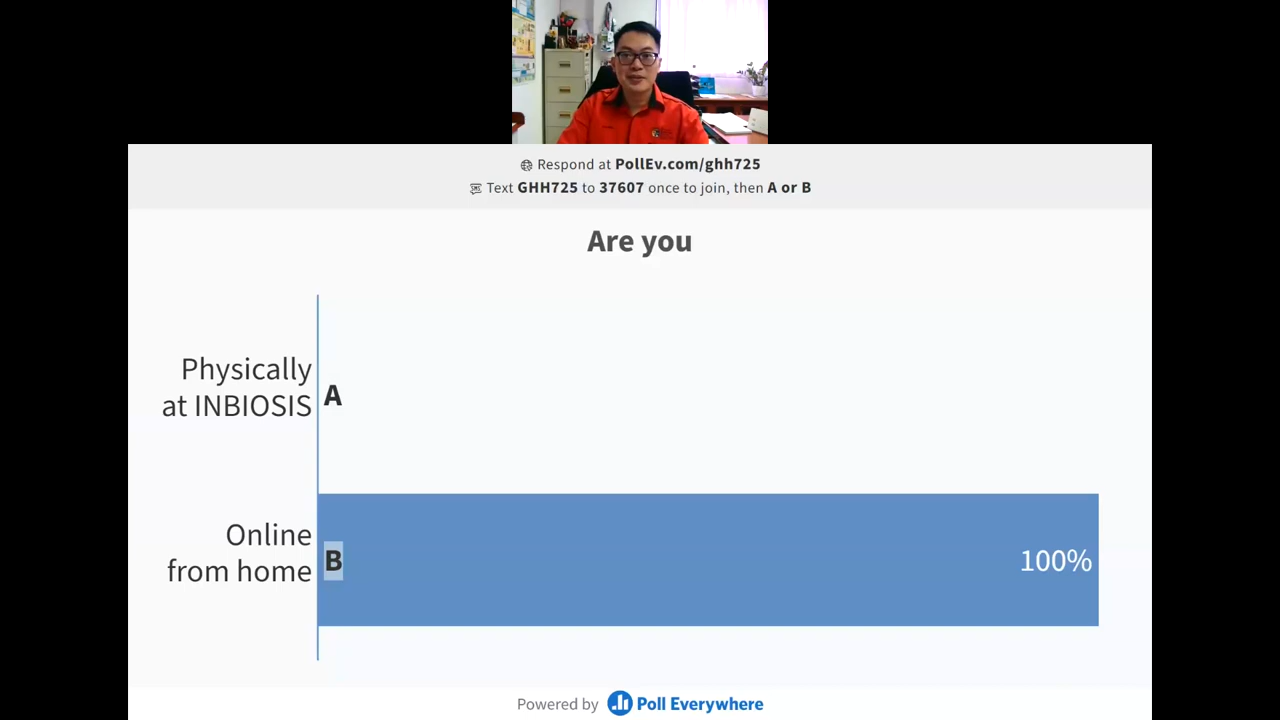 Respond at PollEv.com/ghh725
Text GHH725 to 37607 once to join, then A or B
Are you
Physically
at INBIOSIS
A
Online
from home
B
100%
Powered by Poll Everywhere